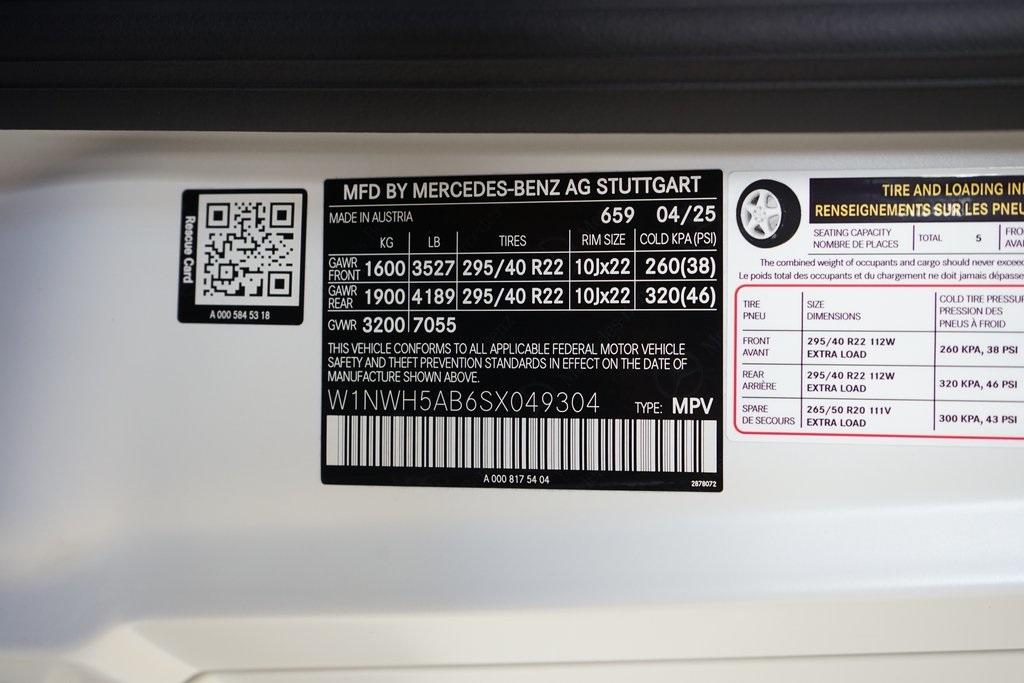 Rescue Card
A 000 584 53 18
MFD BY MERCEDES-BENZ AG STUTTGART
MADE IN AUSTRIA 659 04/25
KG LB TIRES RIM SIZE COLD KPA (PSI)
GAWR FRONT 1600 3527 295/40 R22 10Jx22 260(38)
GAWR REAR 1900 4189 295/40 R22 10Jx22 320(46)
GVWR 3200 7055
THIS VEHICLE CONFORMS TO ALL APPLICABLE FEDERAL MOTOR VEHICLE
SAFETY AND THEFT PREVENTION STANDARDS IN EFFECT ON THE DATE OF
MANUFACTURE SHOWN ABOVE.
W1NWH5AB6SX049304 TYPE: MPV
A 000 817 54 04
2878072
TIRE AND LOADING
RENSEIGNEMENTS SUR LES
SEATING CAPACITY
NOMBRE DE PLACES
TOTAL 5
The combined weight of occupants and cargo should never
Le poids total des occupants et du chargement ne doit jamais
TIRE
PNEU
SIZE
DIMENSIONS
COLD TIRE
PRESSION DES
PNEUS À FROID
FRONT
AVANT
295/40 R22 112W
EXTRA LOAD
260 KPA, 38 PSI
REAR
ARRIÈRE
295/40 R22 112W
EXTRA LOAD
320 KPA, 46 PSI
SPARE
DE SECOURS
265/50 R20 111V
EXTRA LOAD
300 KPA, 43 PSI